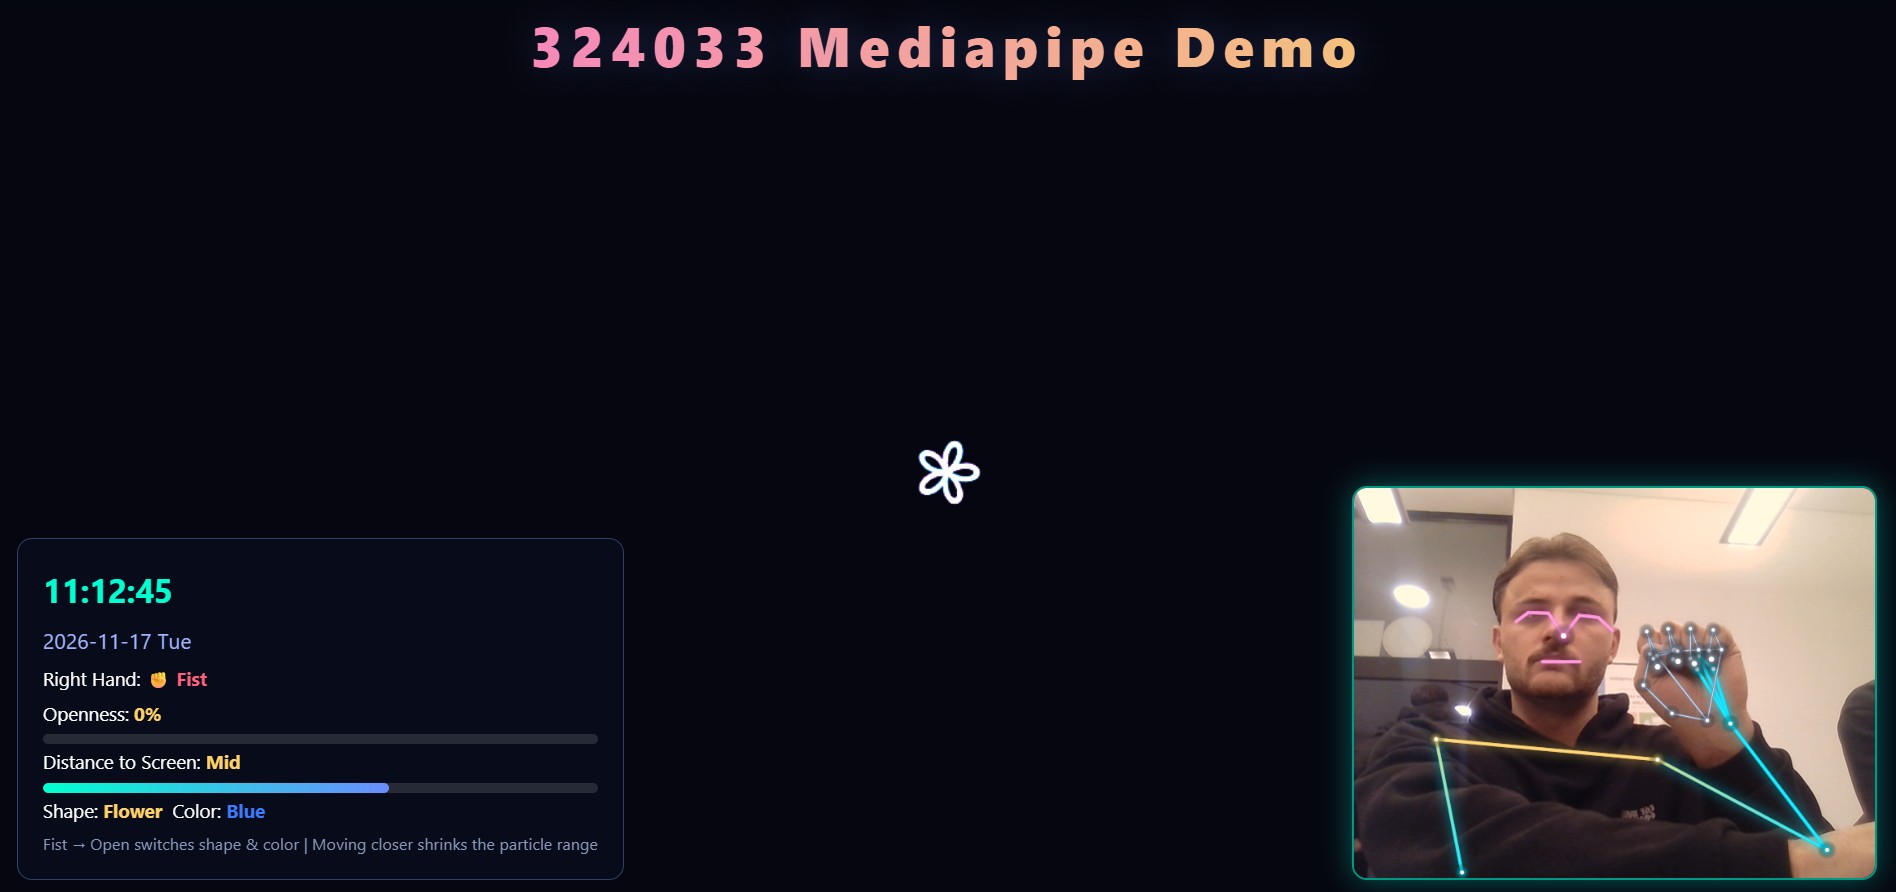 324033 Mediapipe Demo
11:12:45
2026-11-17 Tue
Right Hand: ✊ Fist
Openness: 0%
Distance to Screen: Mid
Shape: Flower Color: Blue
Fist → Open switches shape & color | Moving closer shrinks the particle range